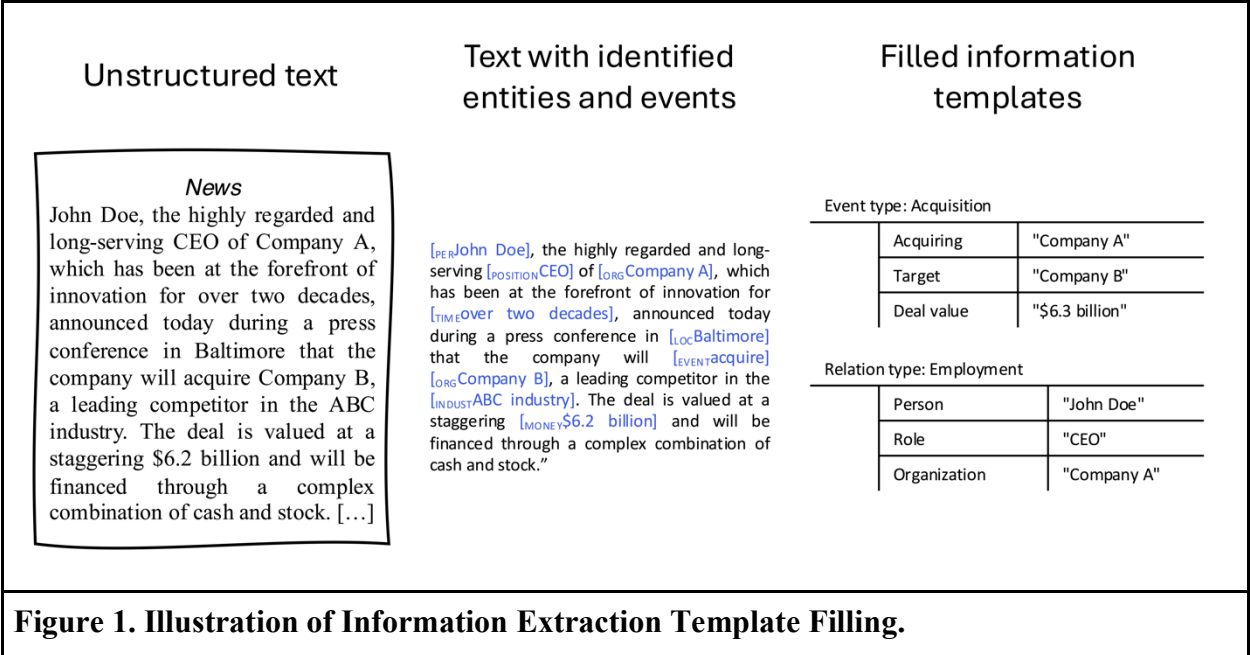 Unstructured text
News
John Doe, the highly regarded and
long-serving CEO of Company A,
which has been at the forefront of
innovation for over two decades,
announced today during a press
conference in Baltimore that the
company will acquire Company B,
a leading competitor in the ABC
industry. The deal is valued at a
staggering $6.2 billion and will be
financed through a complex
combination of cash and stock. […]
Text with identified
entities and events
[PERJohn Doe], the highly regarded and long-
serving [POSITIONCEO] of [ORGCompany A], which
has been at the forefront of innovation for
[TIMEover two decades], announced today
during a press conference in [LOCBaltimore]
that the company will [EVENTacquire]
[ORGCompany B], a leading competitor in the
[INDUSTABC industry]. The deal is valued at a
staggering [MONEY$6.2 billion] and will be
financed through a complex combination of
cash and stock.”
Filled information
templates
Event type: Acquisition
Acquiring "Company A"
Target "Company B"
Deal value "$6.3 billion"
Relation type: Employment
Person "John Doe"
Role "CEO"
Organization "Company A"
Figure 1. Illustration of Information Extraction Template Filling.